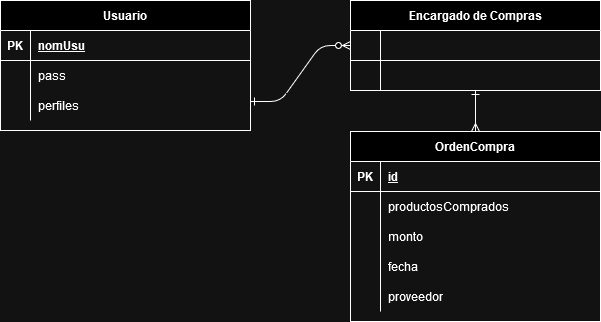 Usuario
PK nomUsu
pass
perfiles
Encargado de Compras
OrdenCompra
PK id
productosComprados
monto
fecha
proveedor